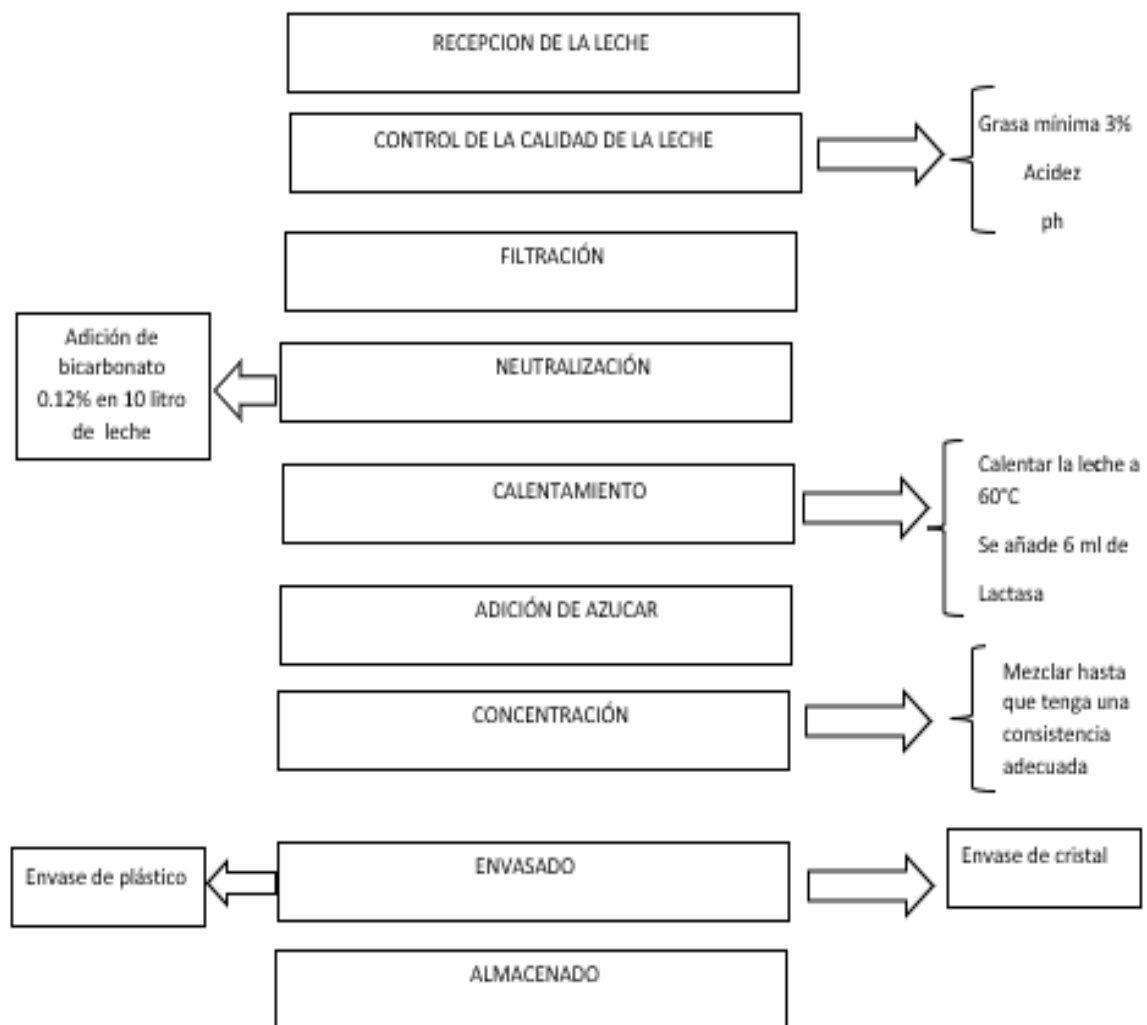 RECEPCION DE LA LECHE
CONTROL DE LA CALIDAD DE LA LECHE
Grasa mínima 3%
Acidez
ph
FILTRACIÓN
NEUTRALIZACIÓN
Adición de
bicarbonato
0.12% en 10 litro
de leche
CALENTAMIENTO
Calentar la leche a
60°C
Se añade 6 ml de
Lactasa
ADICIÓN DE AZUCAR
CONCENTRACIÓN
Mezclar hasta
que tenga una
consistencia
adecuada
ENVASADO
Envase de plástico
Envase de cristal
ALMACENADO